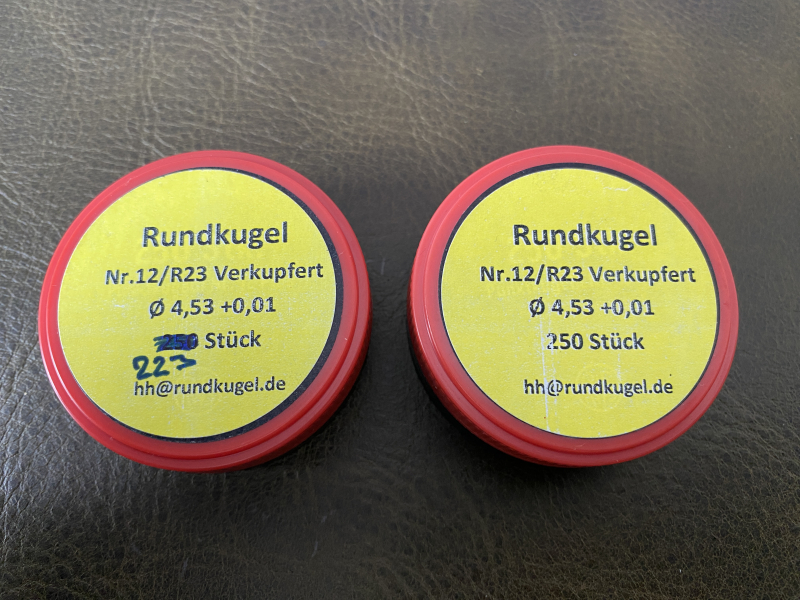 Rundkugel
Nr.12/R23 Verkupfert
Ø 4,53 +0,01
250 Stück
223
hh@rundkugel.de
Rundkugel
Nr.12/R23 Verkupfert
Ø 4,53 +0,01
250 Stück
hh@rundkugel.de